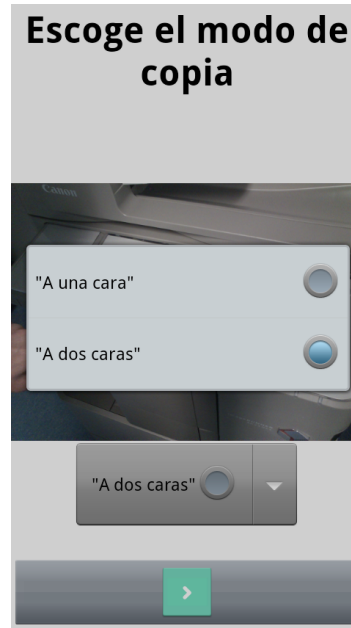 Escoge el modo de
copia
Canon
"A una cara"
"A dos caras"
"A dos caras"